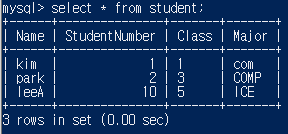 mysql> select * from student;
+------+---------------+-------+-------+
| Name | StudentNumber | Class | Major |
+------+---------------+-------+-------+
| kim  |             1 | 1     | com   |
| park |             2 | 3     | COMP  |
| leeA |            10 | 5     | ICE   |
+------+---------------+-------+-------+
3 rows in set (0.00 sec)